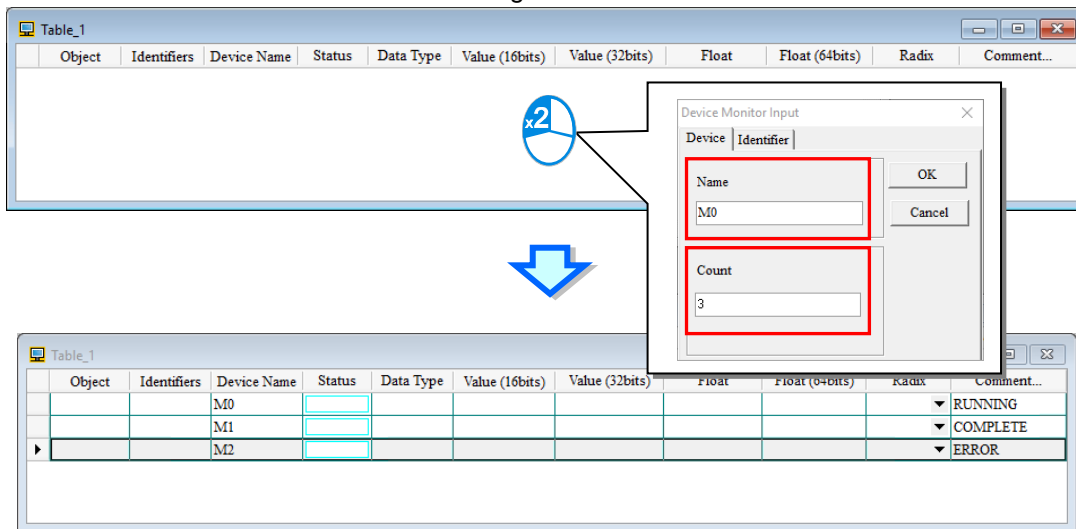 Table_1
Object Identifiers Device Name Status Data Type Value (16bits) Value (32bits) Float Float (64bits) Radix Comment...
x2
Device Monitor Input
Device Identifier
Name
OK
M0
Cancel
Count
3
Table_1
Object Identifiers Device Name Status Data Type Value (16bits) Value (32bits) Float Float (64bits) Radix Comment...
M0 RUNNING
M1 COMPLETE
M2 ERROR